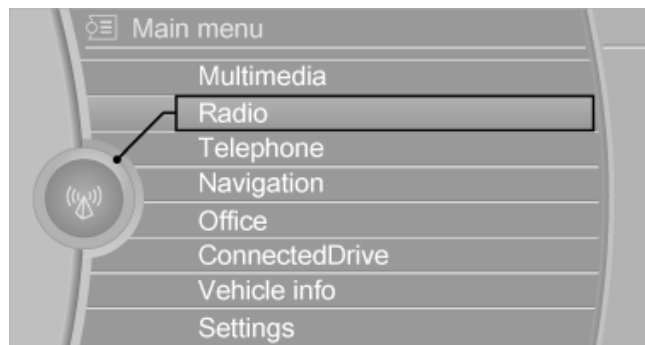 Main menu
Multimedia
Radio
Telephone
Navigation
Office
ConnectedDrive
Vehicle info
Settings